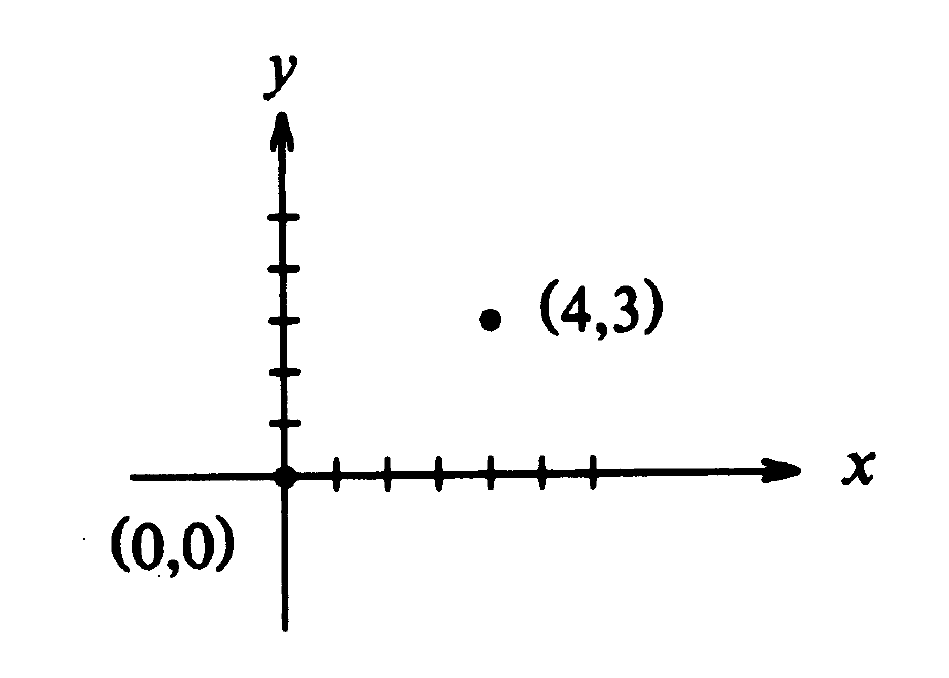 y
(4,3)
x
(0,0)